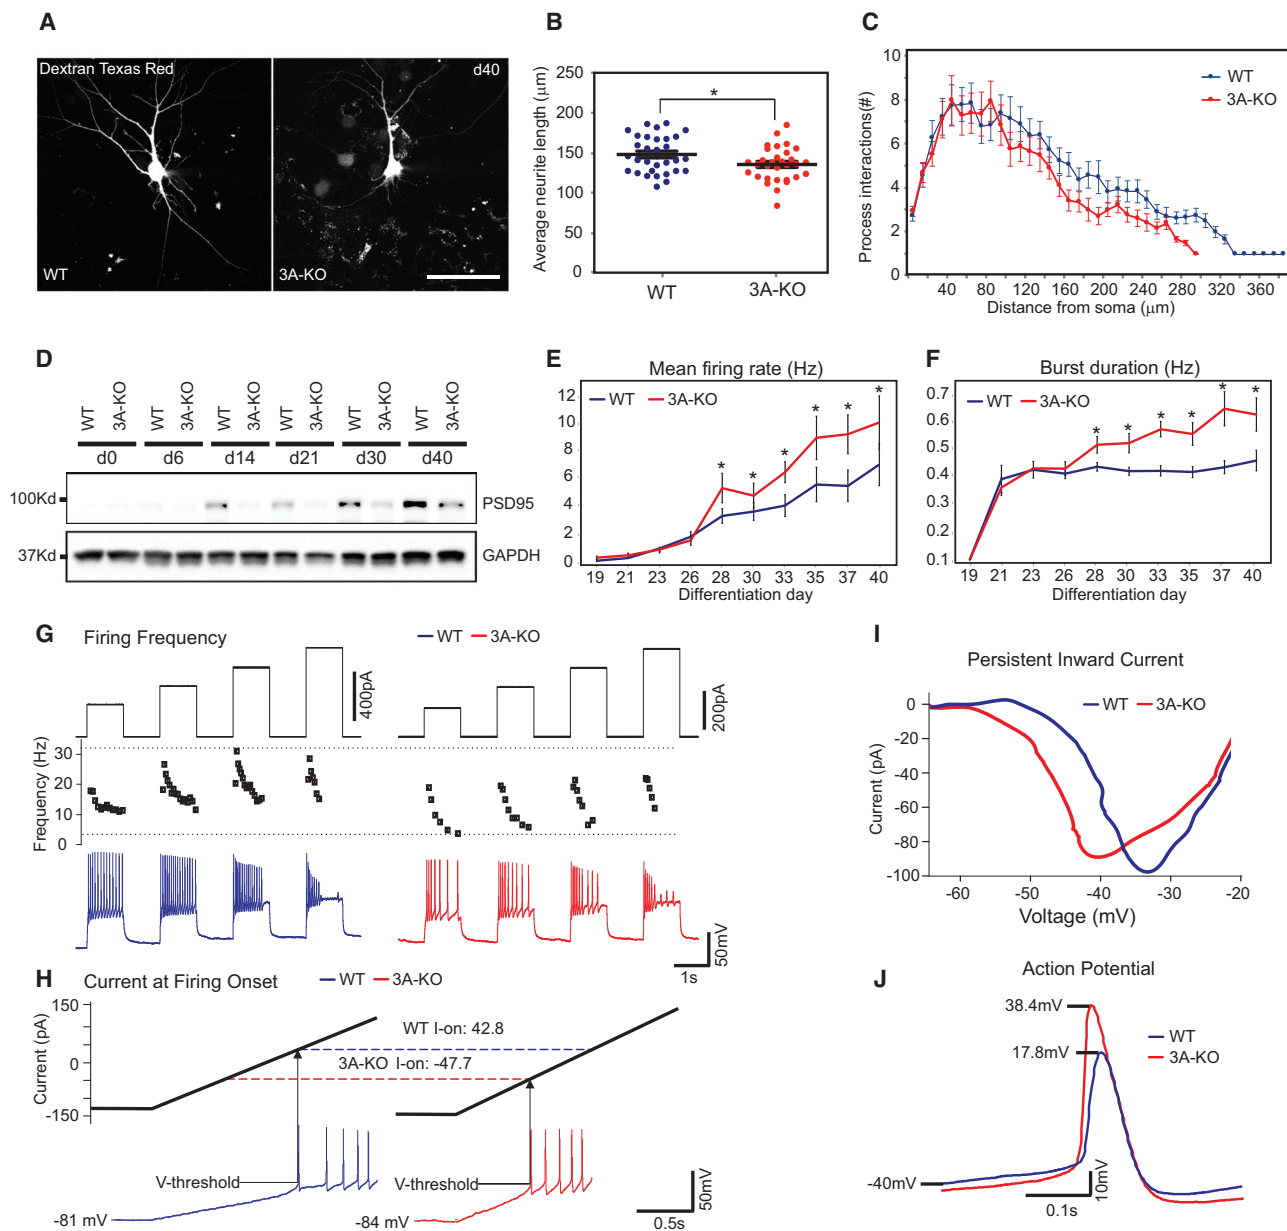 A
Dextran Texas Red
d40
WT
3A-KO
B
Average neurite length (μm)
250
200
150
100
50
0
*
WT
3A-KO
C
Process interactions(#)
10
8
6
4
2
0
WT
3A-KO
40 80 120 160 200 240 280 320 360
Distance from soma (μm)
D
WT 3A-KO WT 3A-KO WT 3A-KO WT 3A-KO WT 3A-KO WT 3A-KO
d0 d6 d14 d21 d30 d40
100Kd
PSD95
37Kd
GAPDH
E
Mean firing rate (Hz)
12
10
8
6
4
2
0
WT 3A-KO
* * * * * *
19 21 23 26 28 30 33 35 37 40
Differentiation day
F
Burst duration (Hz)
0.7
0.6
0.5
0.4
0.3
0.2
0.1
WT 3A-KO
* * * * * *
19 21 23 26 28 30 33 35 37 40
Differentiation day
G
Firing Frequency
WT 3A-KO
400pA
200pA
Frequency (Hz)
30
20
10
0
50mV
1s
H
Current at Firing Onset
WT 3A-KO
Current (pA)
150
100
50
0
-150
WT I-on: 42.8
3A-KO I-on: -47.7
V-threshold
V-threshold
-81 mV
-84 mV
50mV
0.5s
I
Persistent Inward Current
WT 3A-KO
Current (pA)
0
-20
-40
-60
-80
-100
-60 -50 -40 -30 -20
Voltage (mV)
J
Action Potential
38.4mV
17.8mV
WT
3A-KO
-40mV
10mV
0.1s